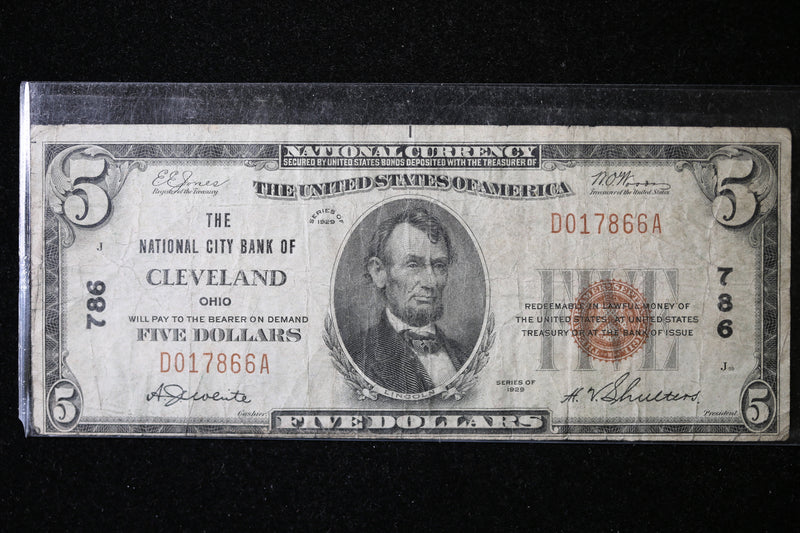 NATIONAL CURRENCY
SECURED BY UNITED STATES BONDS DEPOSITED WITH THE TREASURER OF
THE UNITED STATES OF AMERICA
5
5
E.E. Jones
Register of the Treasury
W.O. Woods
Treasurer of the United States
SERIES OF
1929
THE
NATIONAL CITY BANK OF
CLEVELAND
OHIO
WILL PAY TO THE BEARER ON DEMAND
FIVE DOLLARS
D017866A
J
786
D017866A
FIVE
REDEEMABLE IN LAWFUL MONEY OF
THE UNITED STATES AT UNITED STATES
TREASURY OR AT THE BANK OF ISSUE
786
SERIES OF
1929
LINCOLN
Cashier
H. V. Shulters
President
5
FIVE DOLLARS
5